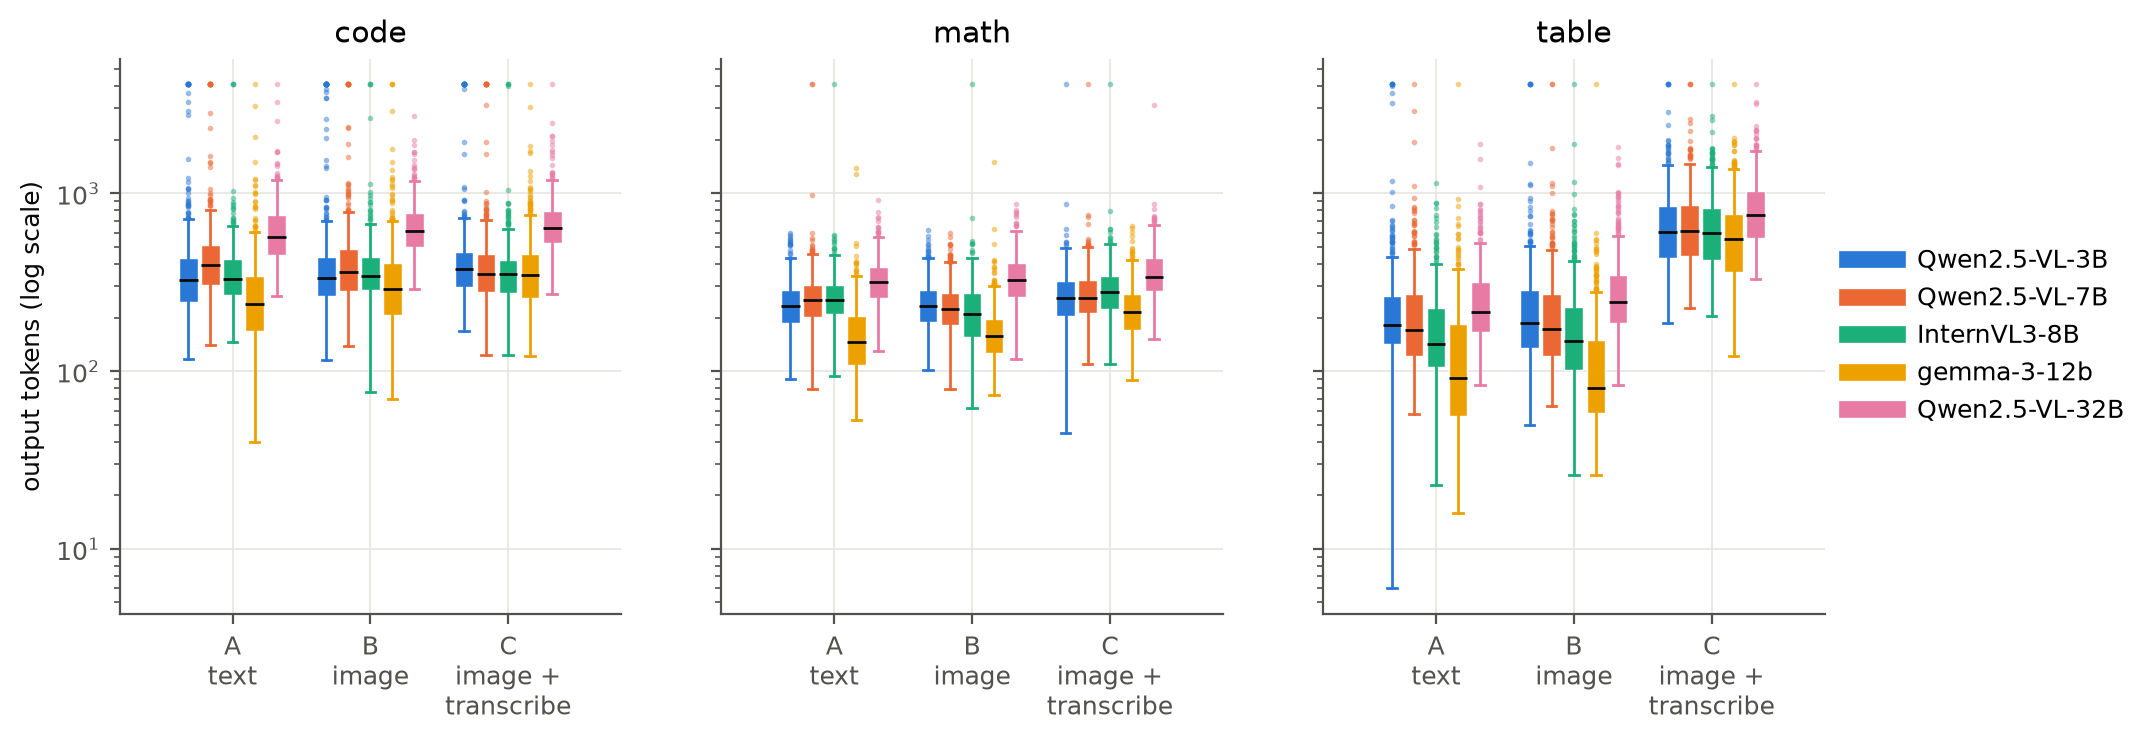 code
math
table
output tokens (log scale)
10³
10²
10¹
A
text
B
image
C
image +
transcribe
A
text
B
image
C
image +
transcribe
A
text
B
image
C
image +
transcribe
Qwen2.5-VL-3B
Qwen2.5-VL-7B
InternVL3-8B
gemma-3-12b
Qwen2.5-VL-32B